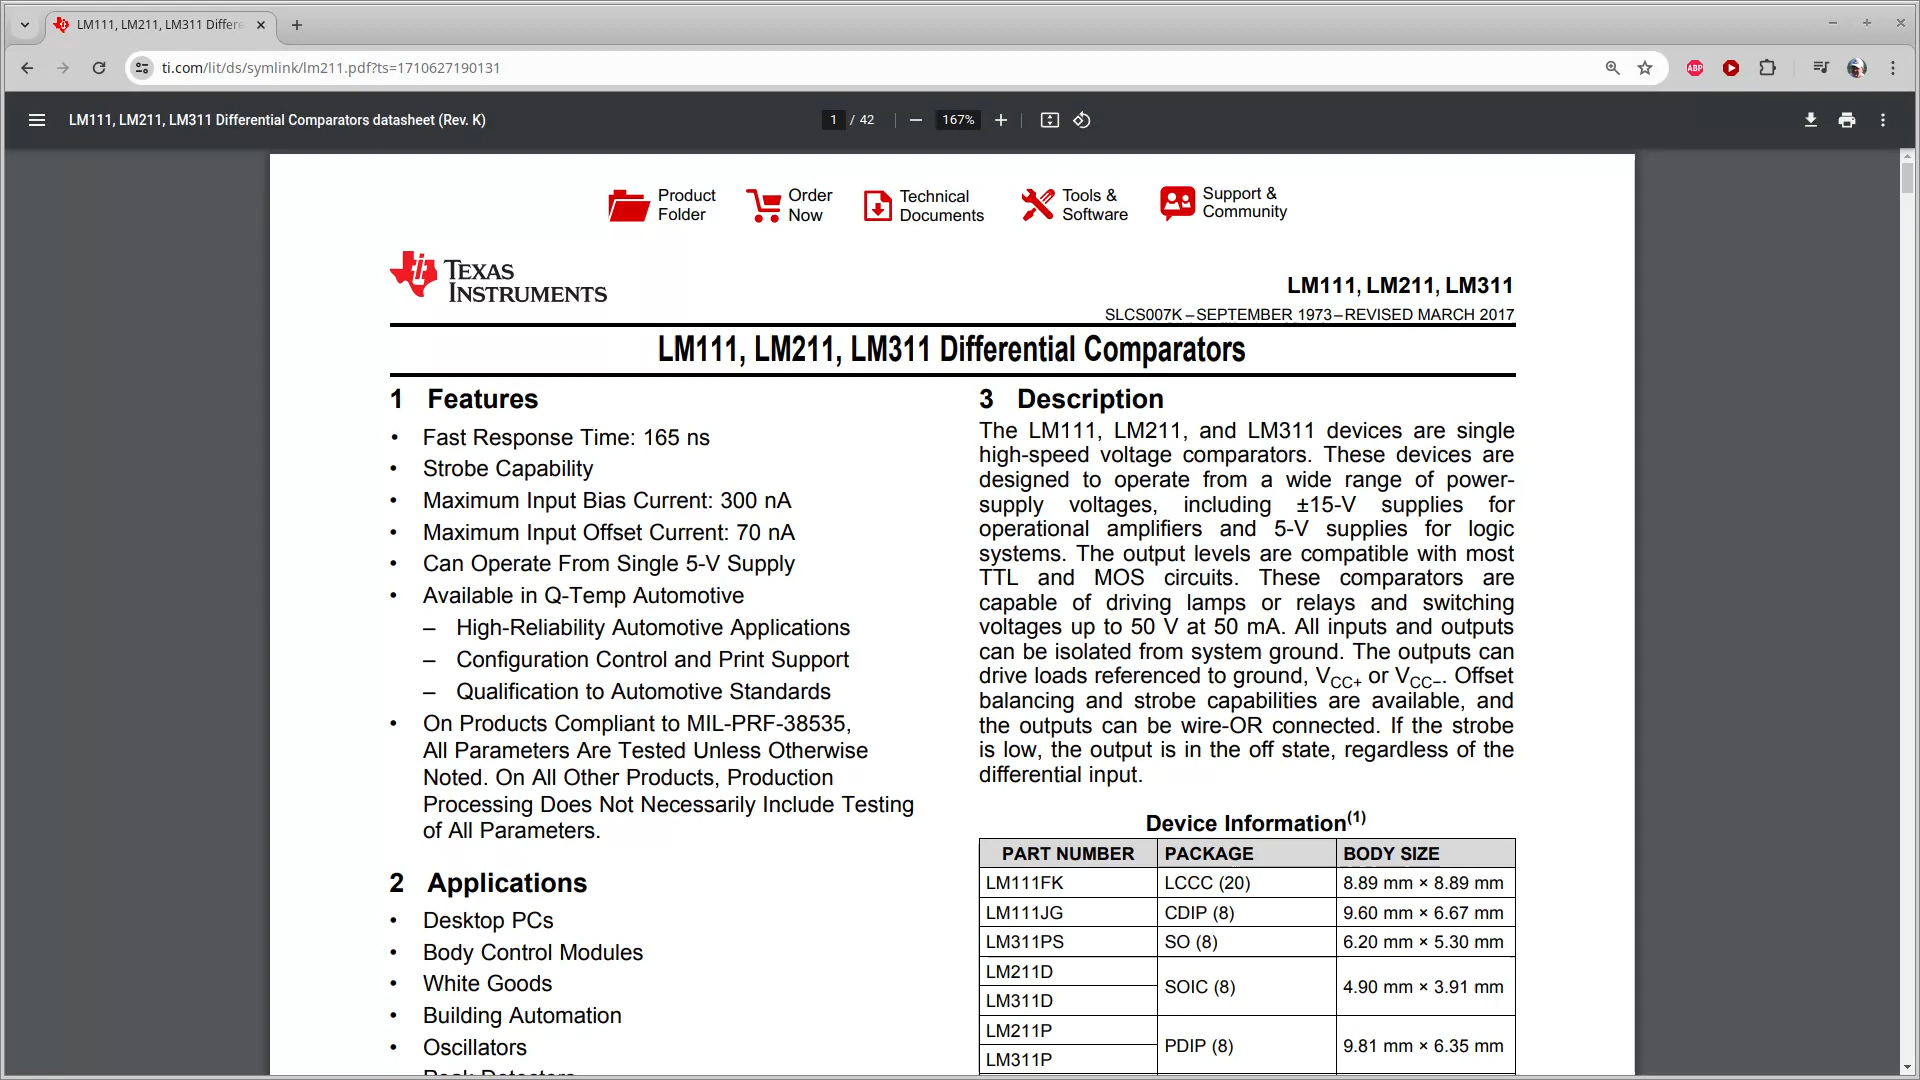 LM111, LM211, LM311 Differe
ti.com/lit/ds/symlink/lm211.pdf?ts=1710627190131
ABP
LM111, LM211, LM311 Differential Comparators datasheet (Rev. K)
1 / 42
167%
Product Folder
Order Now
Technical Documents
Tools & Software
Support & Community
TEXAS INSTRUMENTS
LM111, LM211, LM311
SLCS007K – SEPTEMBER 1973 – REVISED MARCH 2017
LM111, LM211, LM311 Differential Comparators
1 Features
• Fast Response Time: 165 ns
• Strobe Capability
• Maximum Input Bias Current: 300 nA
• Maximum Input Offset Current: 70 nA
• Can Operate From Single 5-V Supply
• Available in Q-Temp Automotive
– High-Reliability Automotive Applications
– Configuration Control and Print Support
– Qualification to Automotive Standards
• On Products Compliant to MIL-PRF-38535,
All Parameters Are Tested Unless Otherwise
Noted. On All Other Products, Production
Processing Does Not Necessarily Include Testing
of All Parameters.
2 Applications
• Desktop PCs
• Body Control Modules
• White Goods
• Building Automation
• Oscillators
3 Description
The LM111, LM211, and LM311 devices are single
high-speed voltage comparators. These devices are
designed to operate from a wide range of power-
supply voltages, including ±15-V supplies for
operational amplifiers and 5-V supplies for logic
systems. The output levels are compatible with most
TTL and MOS circuits. These comparators are
capable of driving lamps or relays and switching
voltages up to 50 V at 50 mA. All inputs and outputs
can be isolated from system ground. The outputs can
drive loads referenced to ground, VCC+ or VCC−. Offset
balancing and strobe capabilities are available, and
the outputs can be wire-OR connected. If the strobe
is low, the output is in the off state, regardless of the
differential input.
Device Information(1)
PART NUMBER PACKAGE BODY SIZE
LM111FK LCCC (20) 8.89 mm × 8.89 mm
LM111JG CDIP (8) 9.60 mm × 6.67 mm
LM311PS SO (8) 6.20 mm × 5.30 mm
LM211D
SOIC (8) 4.90 mm × 3.91 mm
LM311D
LM211P
PDIP (8) 9.81 mm × 6.35 mm
LM311P